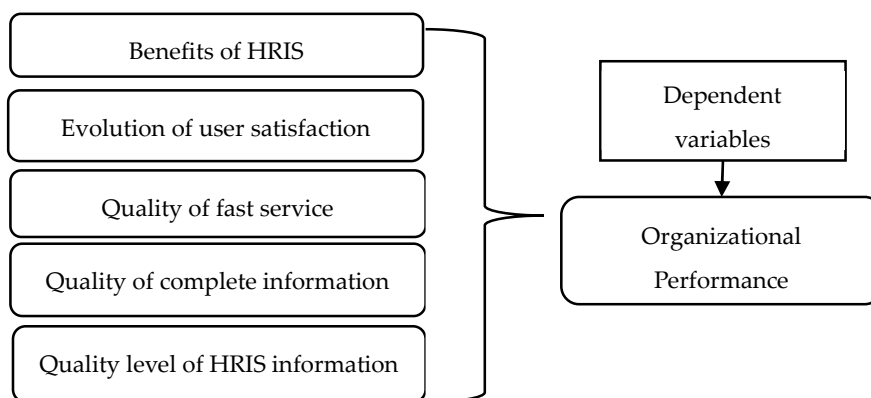 Benefits of HRIS
Evolution of user satisfaction
Quality of fast service
Quality of complete information
Quality level of HRIS information
Dependent
variables
Organizational
Performance